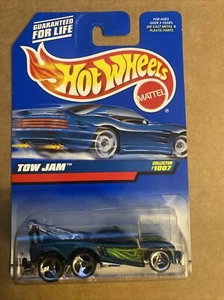 GUARANTEED
FOR LIFE
FOR AGES
OVER 3 YEARS.
DIE CAST METAL &
PLASTIC PARTS.
Hot Wheels
MATTEL
TOW JAM™
COLLECTOR
#1007